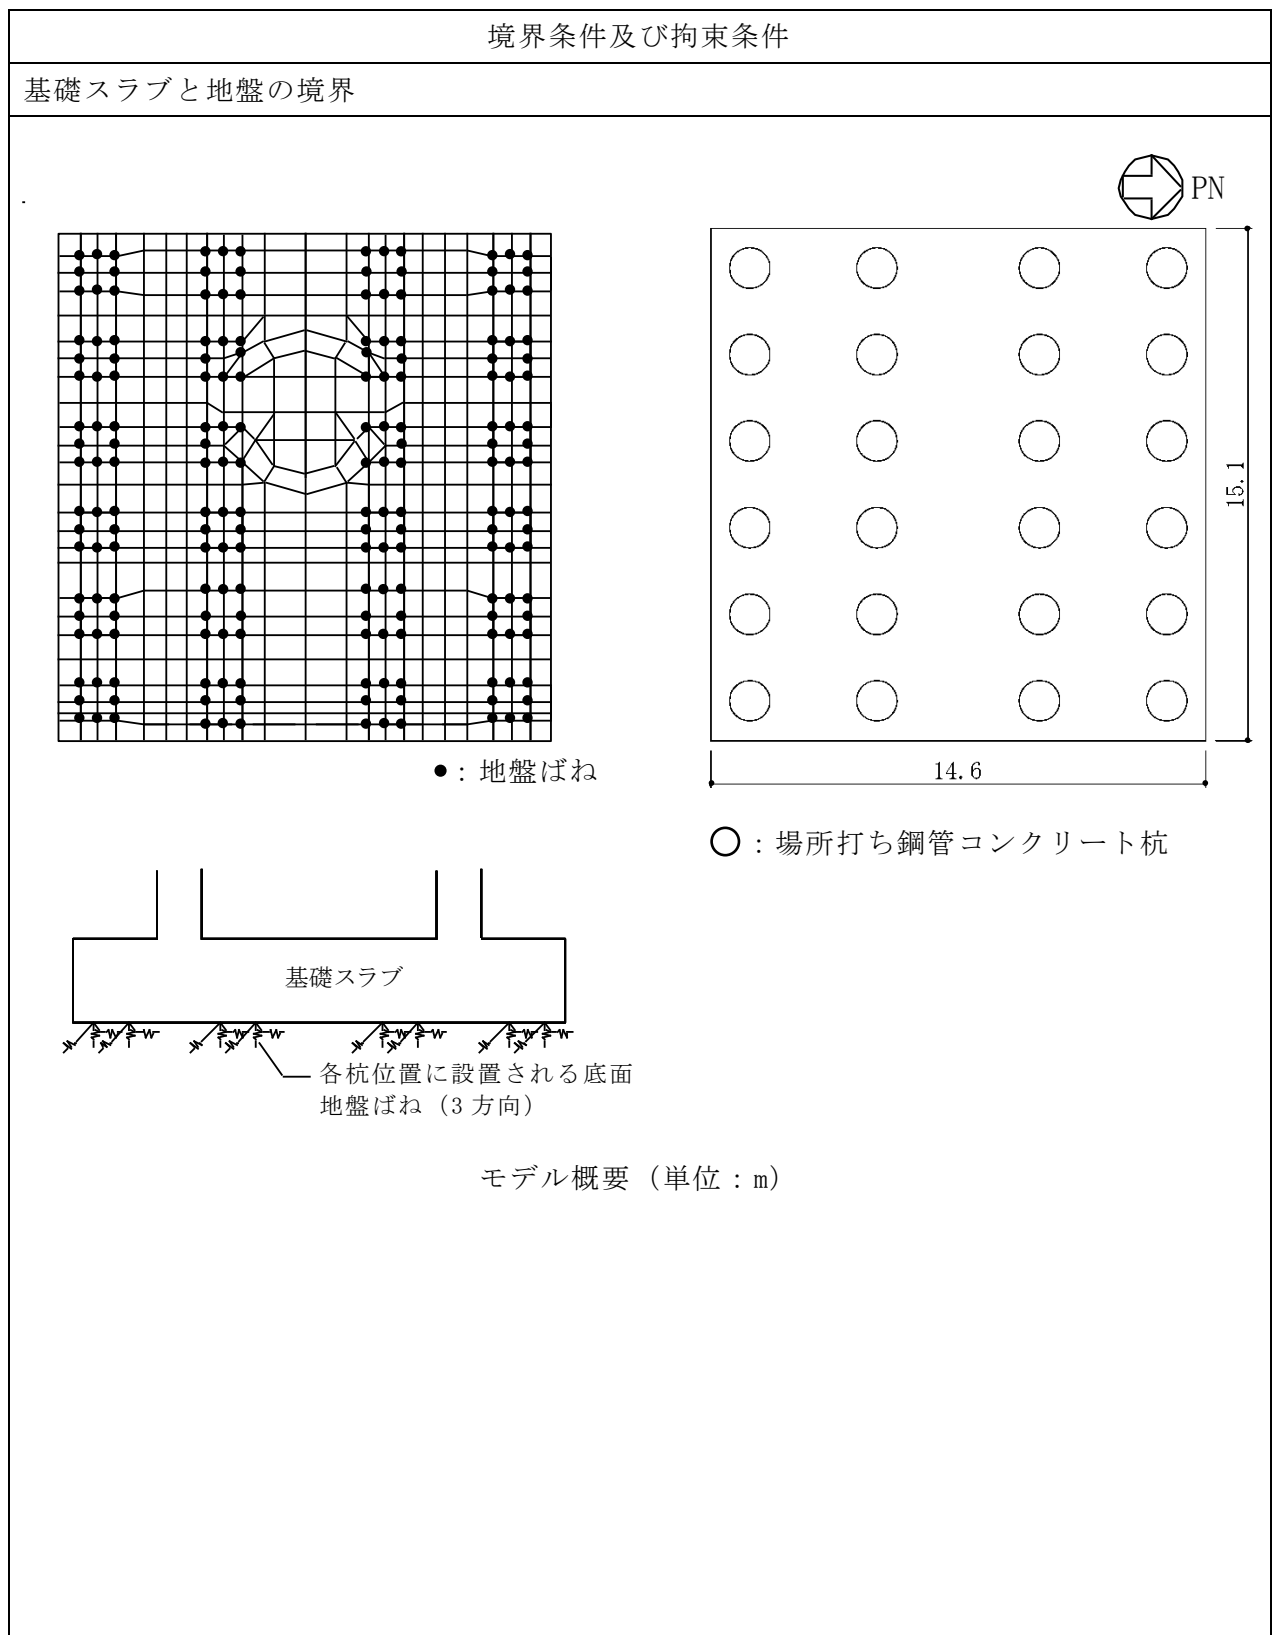 境界条件及び拘束条件
基礎スラブと地盤の境界
PN
15.1
14.6
●：地盤ばね
○：場所打ち鋼管コンクリート杭
基礎スラブ
各杭位置に設置される底面
地盤ばね（3 方向）
モデル概要（単位：m）